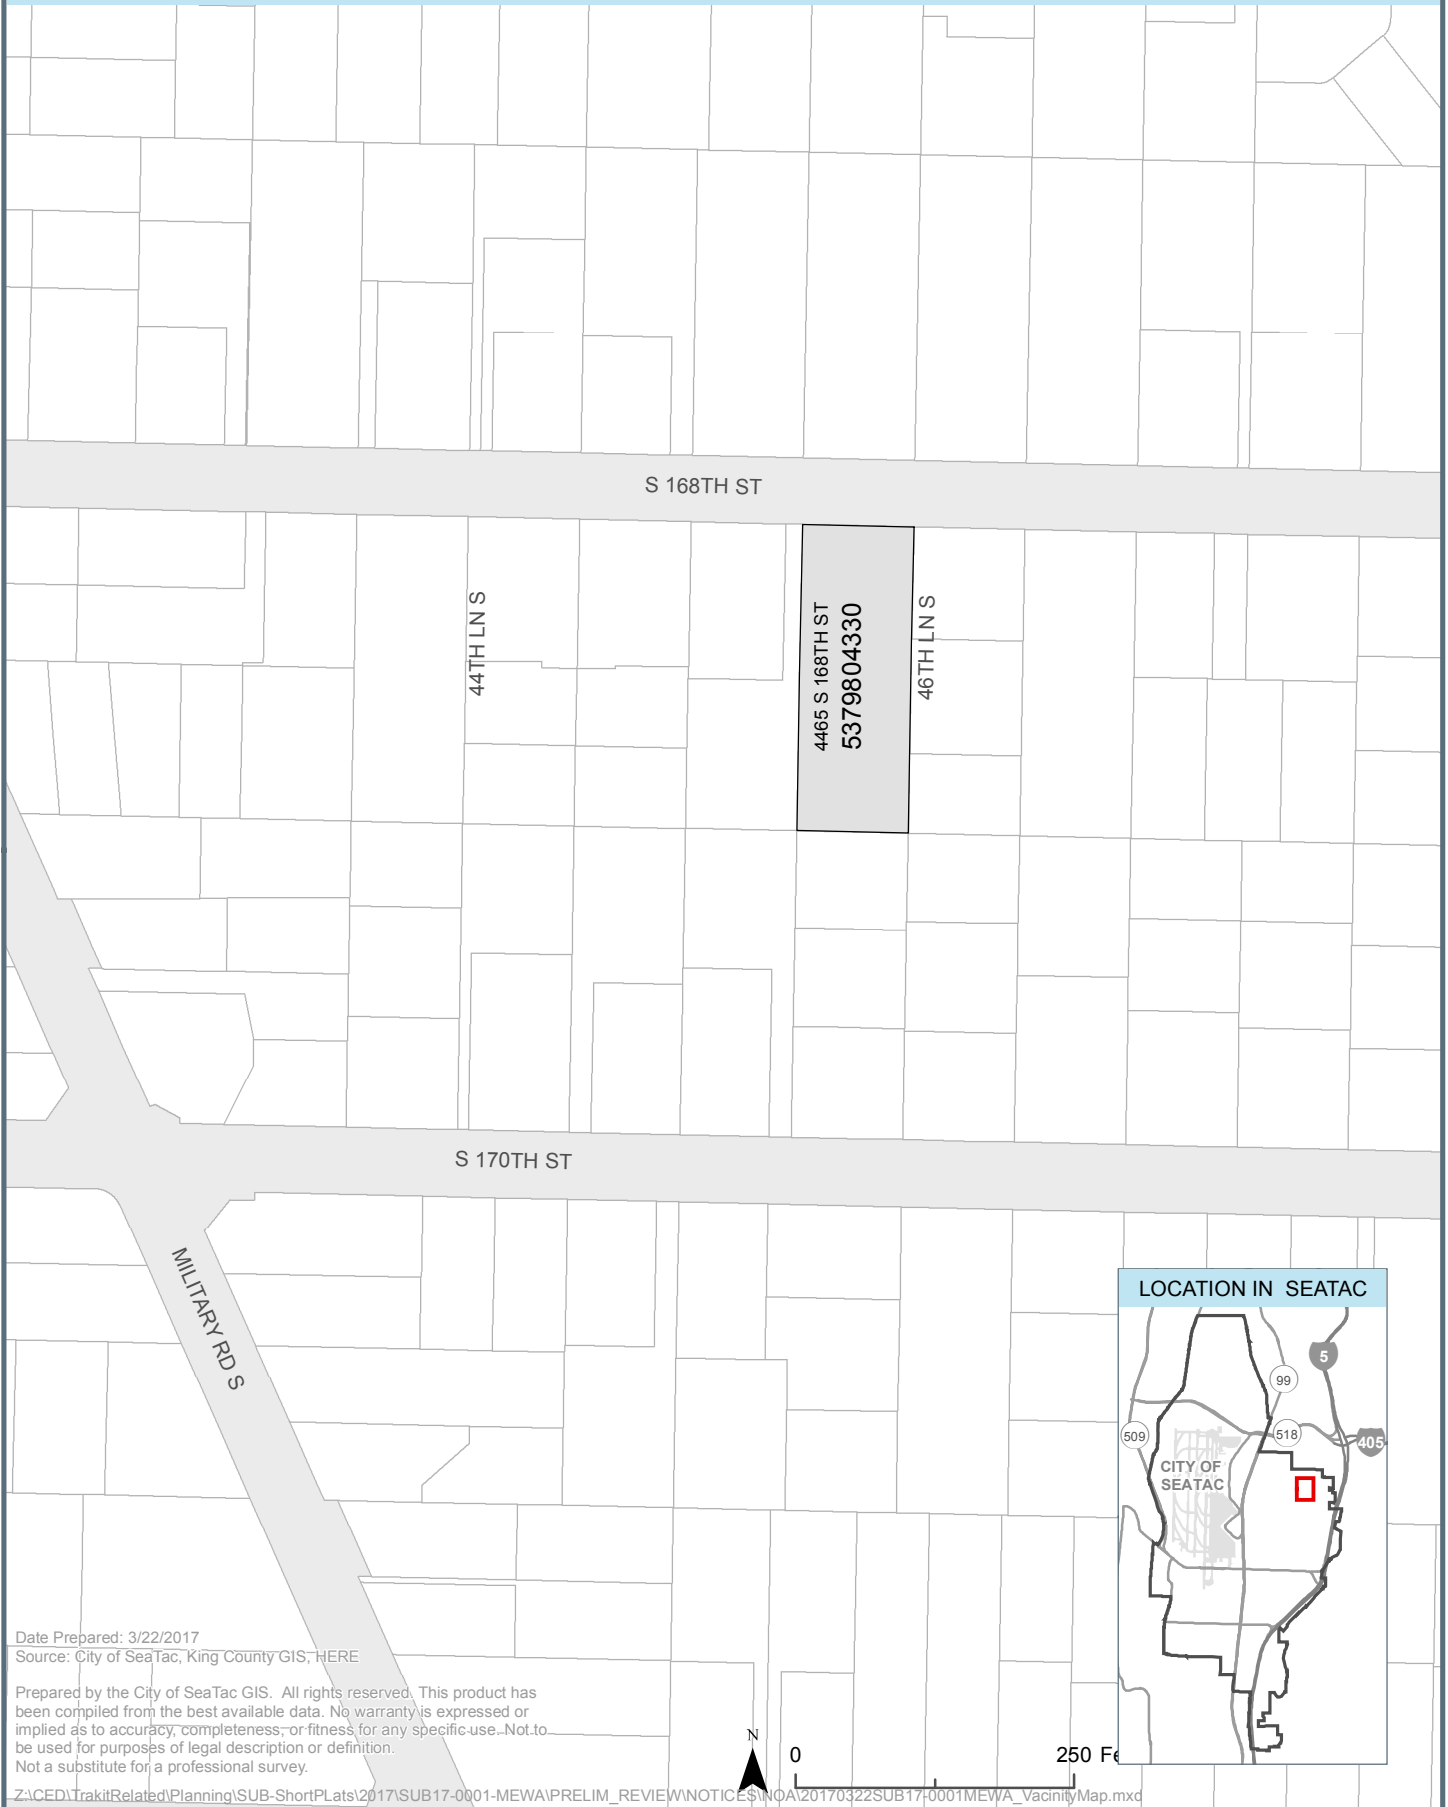 S 168TH ST
44TH LN S
4465 S 168TH ST
5379804330
46TH LN S
S 170TH ST
MILITARY RD S
LOCATION IN SEATAC
5
99
509
518
405
CITY OF
SEATAC
Date Prepared: 3/22/2017
Source: City of SeaTac, King County GIS, HERE
Prepared by the City of SeaTac GIS. All rights reserved. This product has
been compiled from the best available data. No warranty is expressed or
implied as to accuracy, completeness, or fitness for any specific use. Not to
be used for purposes of legal description or definition.
Not a substitute for a professional survey.
N
0
250 Fe
Z:\CED\TrakitRelated\Planning\SUB-ShortPLats\2017\SUB17-0001-MEWA\PRELIM_REVIEW\NOTICES\NOA\20170322SUB17-0001MEWA_VacinityMap.mxd